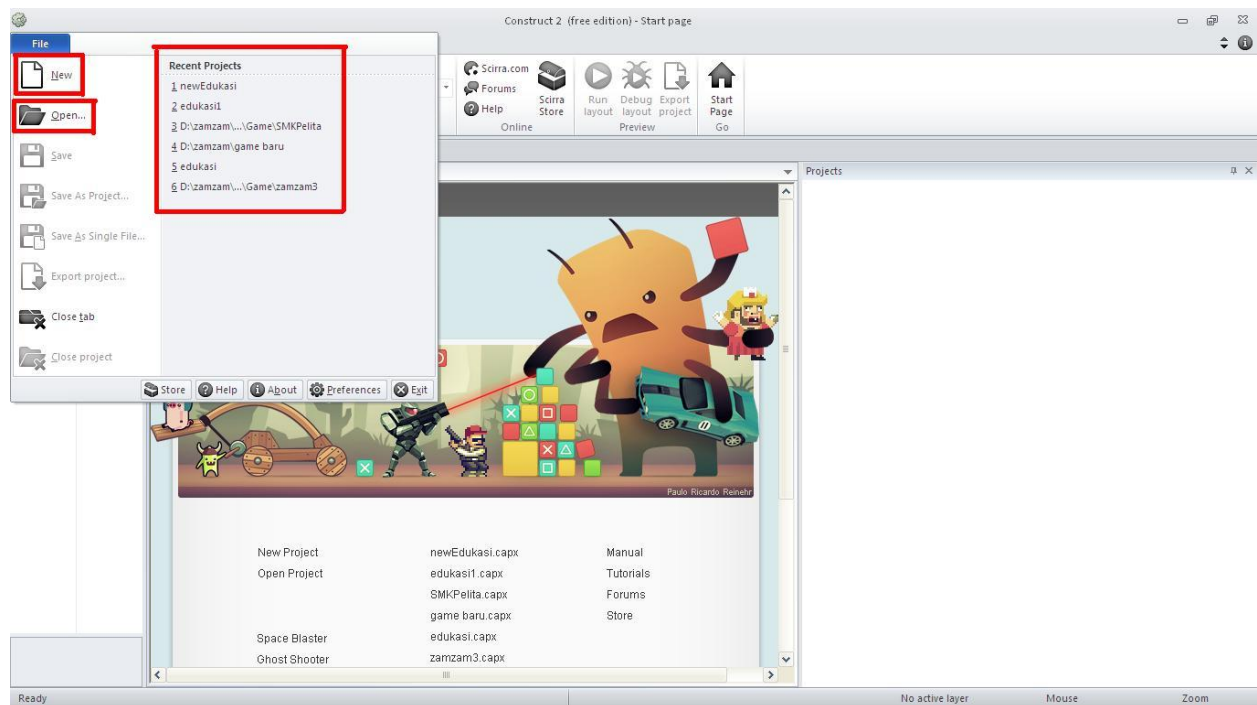 Construct 2 (free edition) - Start page
File
New
Open...
Save
Save As Project...
Save As Single File...
Export project...
Close tab
Close project
Recent Projects
1 newEdukasi
2 edukasi1
3 D:\zamzam\...\Game\SMKPelita
4 D:\zamzam\game baru
5 edukasi
6 D:\zamzam\...\Game\zamzam3
Store
Help
About
Preferences
Exit
Scirra.com
Forums
Help
Scirra Store
Online
Run layout
Debug layout
Export project
Preview
Start Page
Go
Projects
Paulo Ricardo Reinehr
New Project
Open Project
Space Blaster
Ghost Shooter
newEdukasi.capx
edukasi1.capx
SMKPelita.capx
game baru.capx
edukasi.capx
zamzam3.capx
Manual
Tutorials
Forums
Store
Ready
No active layer
Mouse
Zoom